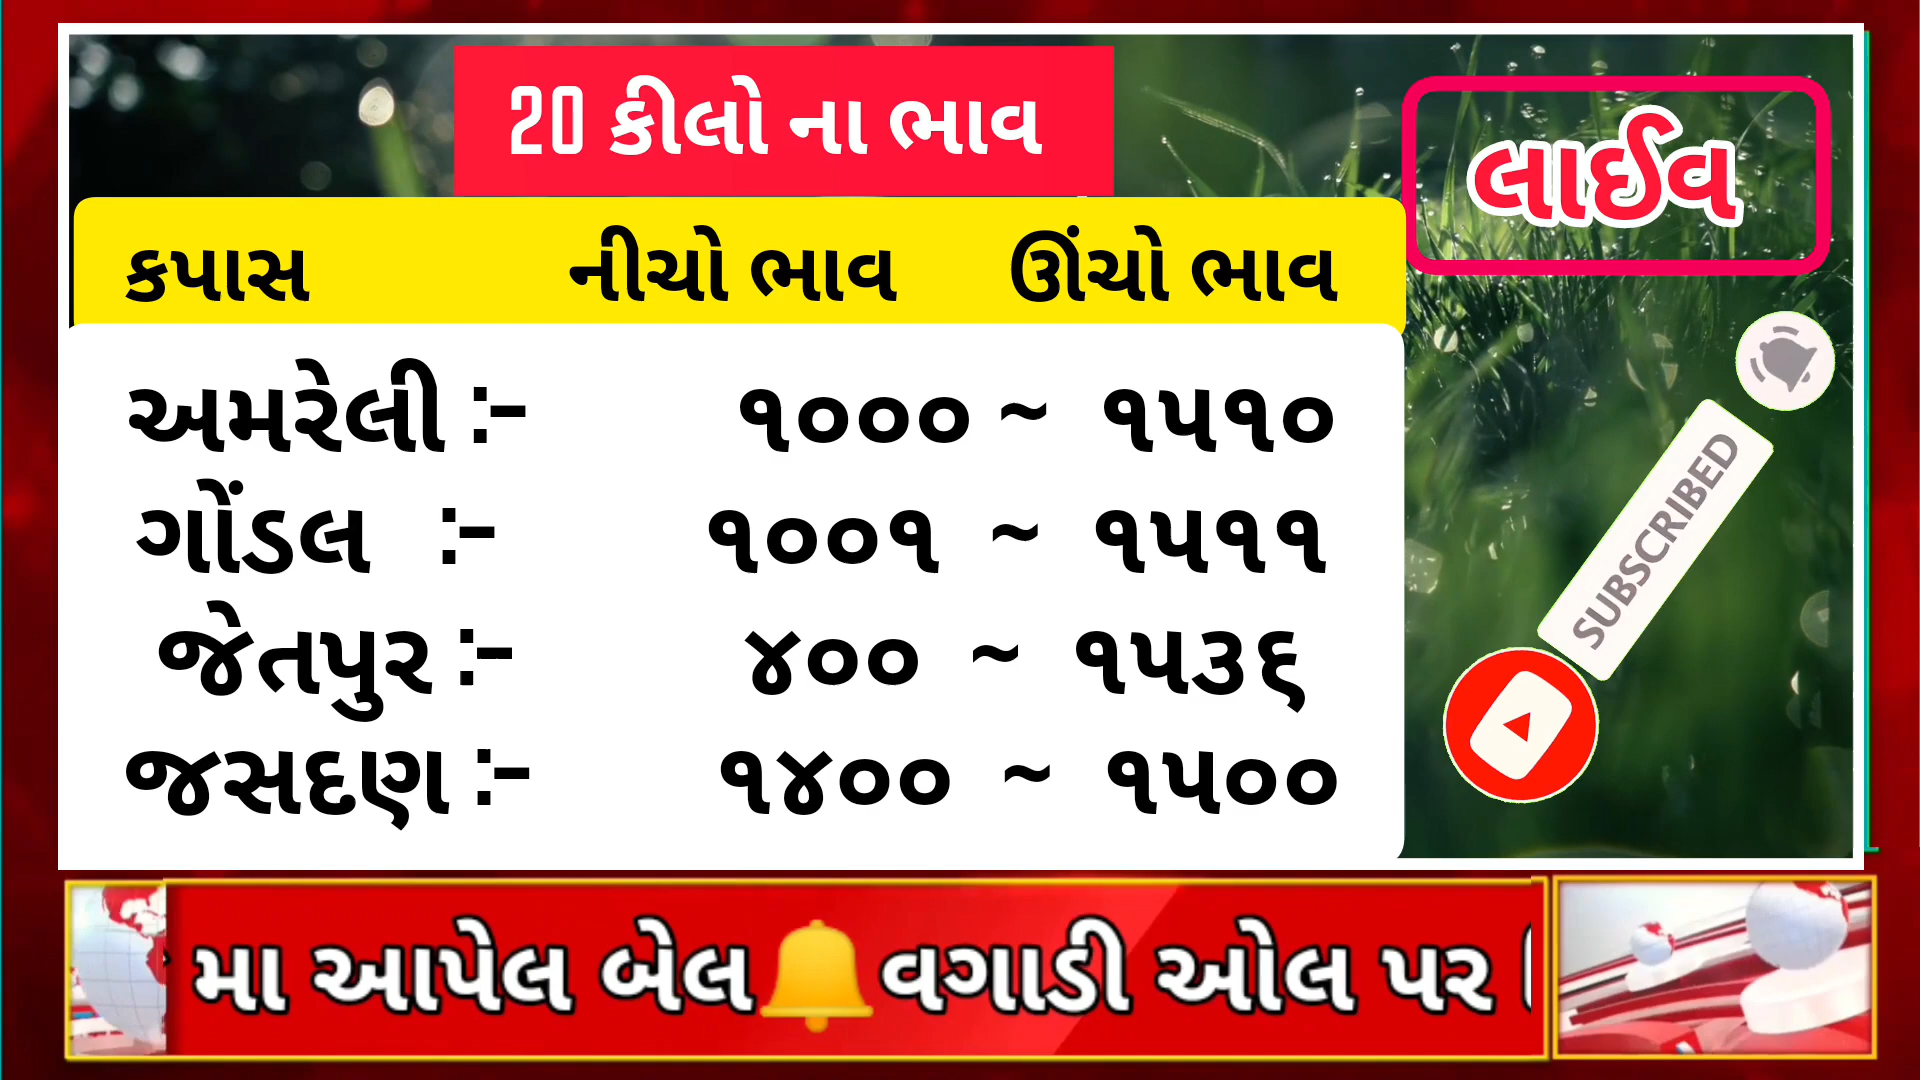 20 કીલો ના ભાવ
લાઈવ
કપાસ નીચો ભાવ ઊંચો ભાવ
અમરેલી :- ૧૦૦૦ ~ ૧૫૧૦
ગોંડલ :- ૧૦૦૧ ~ ૧૫૧૧
જેતપુર :- ૪૦૦ ~ ૧૫૩૬
જસદણ :- ૧૪૦૦ ~ ૧૫૦૦
SUBSCRIBED
મા આપેલ બેલ🔔વગાડી ઓલ પર